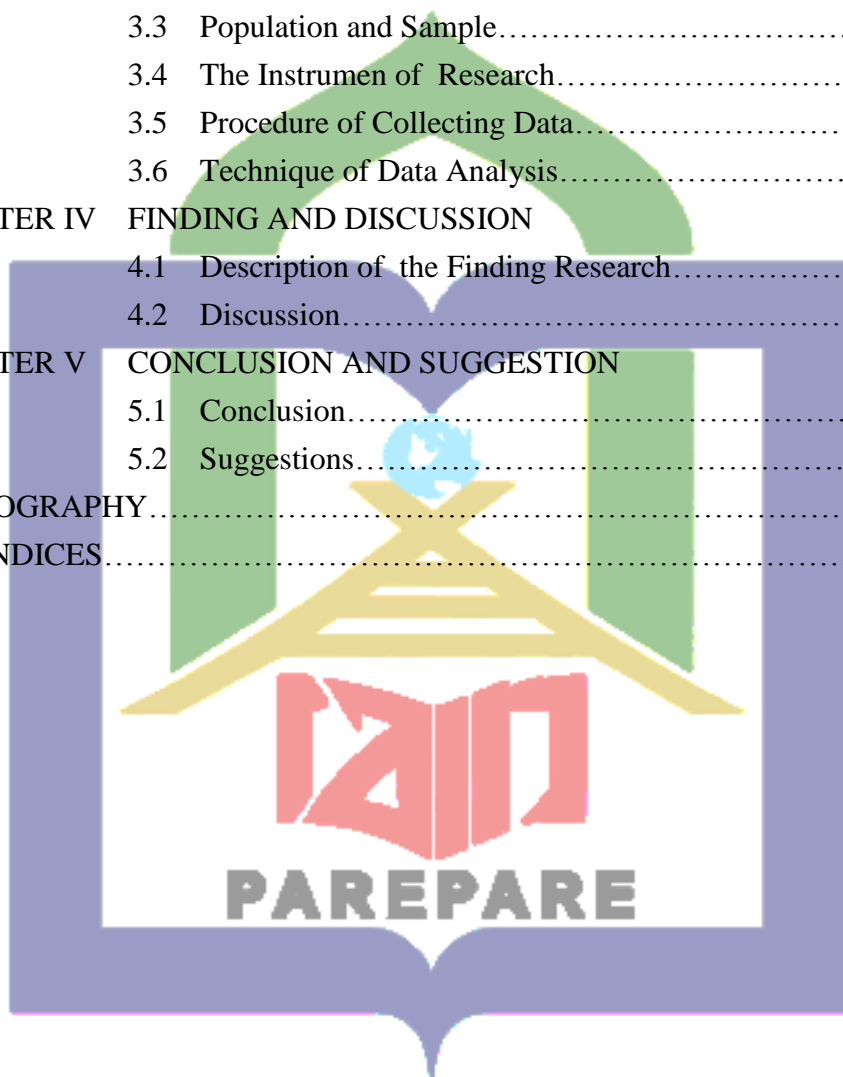 3.3 Population and Sample……………………………
3.4 The Instrumen of Research………………………
3.5 Procedure of Collecting Data……………………
3.6 Technique of Data Analysis………………………
TER IV FINDING AND DISCUSSION
4.1 Description of the Finding Research……………
4.2 Discussion…………………………………………
TER V CONCLUSION AND SUGGESTION
5.1 Conclusion…………………………………………
5.2 Suggestions…………………………………………
OGRAPHY………………………………………………………………
NDICES……………………………………………………………………
iain
PAREPARE